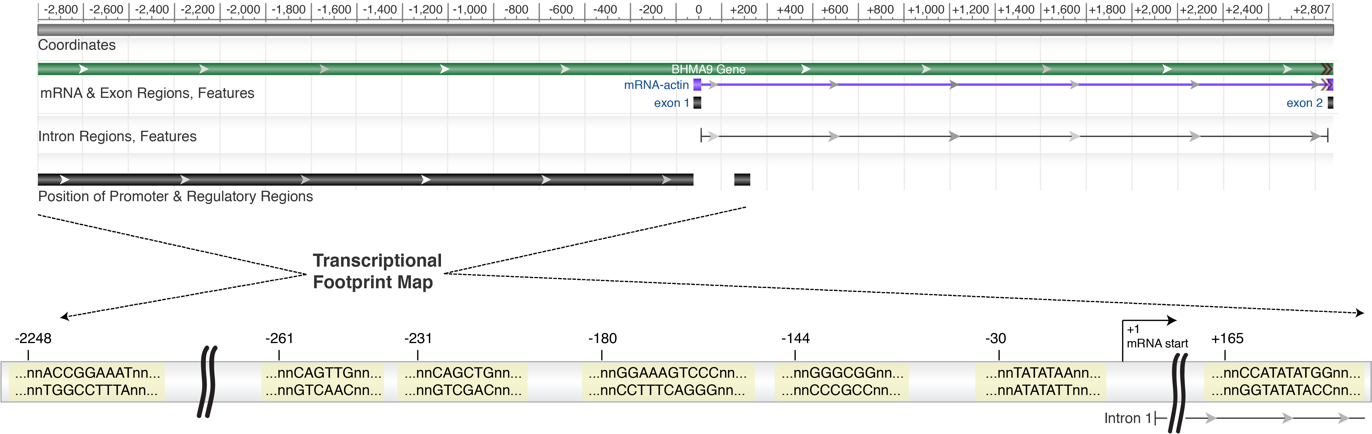 -2,800 -2,600 -2,400 -2,200 -2,000 -1,800 -1,600 -1,400 -1,200 -1,000 -800 -600 -400 -200 0 +200 +400 +600 +800 +1,000 +1,200 +1,400 +1,600 +1,800 +2,000 +2,200 +2,400 +2,807
Coordinates
BHMA9 Gene
mRNA-actin
mRNA & Exon Regions, Features
exon 1 exon 2
Intron Regions, Features
Position of Promoter & Regulatory Regions
Transcriptional
Footprint Map
-2248 -261 -231 -180 -144 -30 +1 mRNA start +165
...nnACCGGAAATnn... ...nnCAGTTGnn... ...nnCAGCTGnn... ...nnGGAAAGTCCCnn... ...nnGGGCGGnn... ...nnTATATAAnn... ...nnCCATATATGGnn...
...nnTGGCCTTTAnn... ...nnGTCAACnn... ...nnGTCGACnn... ...nnCCTTTCAGGGnn... ...nnCCCGCCnn... ...nnATATATTnn... ...nnGGTATATACCnn...
Intron 1